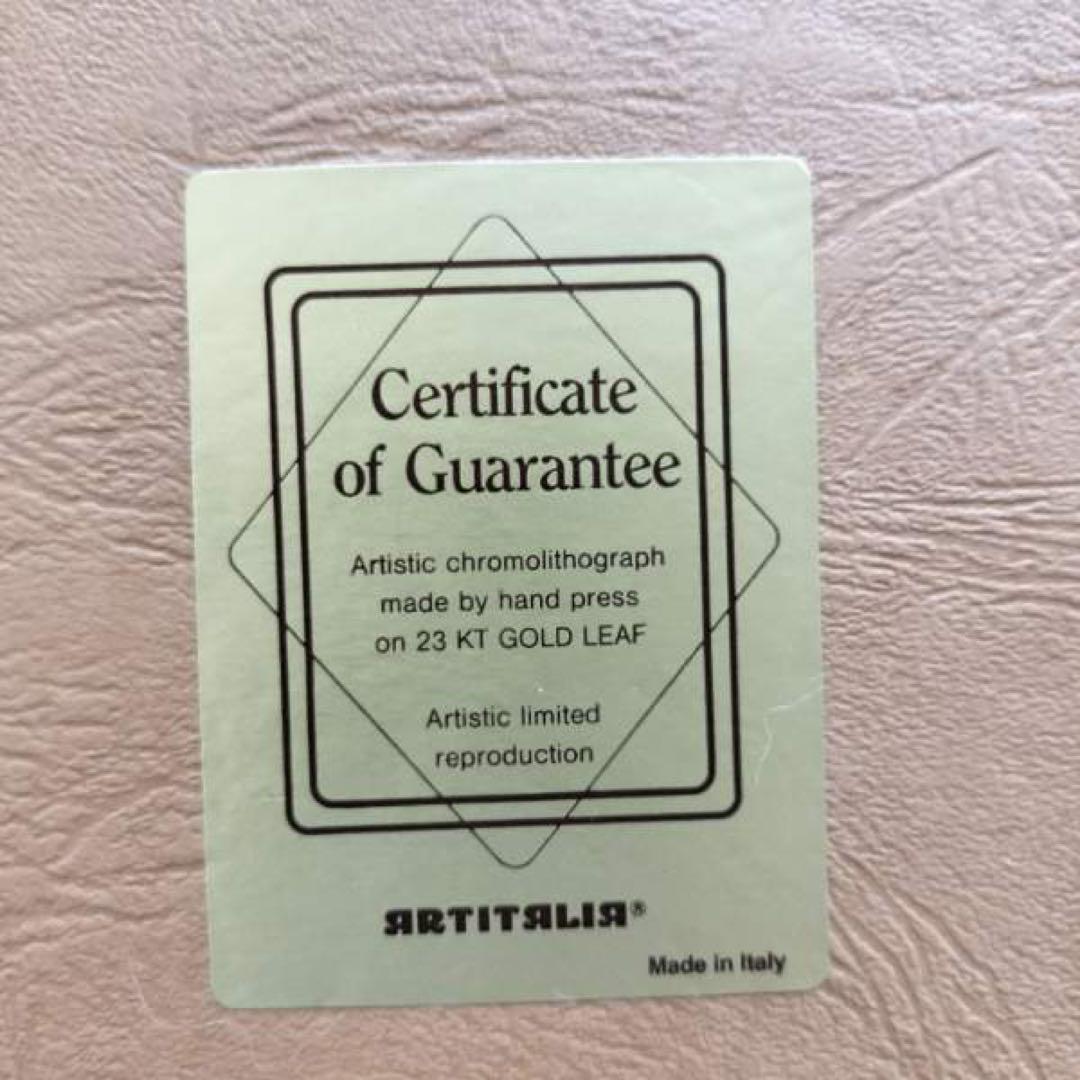 Certificate
of Guarantee
Artistic chromolithograph
made by hand press
on 23 KT GOLD LEAF
Artistic limited
reproduction
ARTITALIA®
Made in Italy